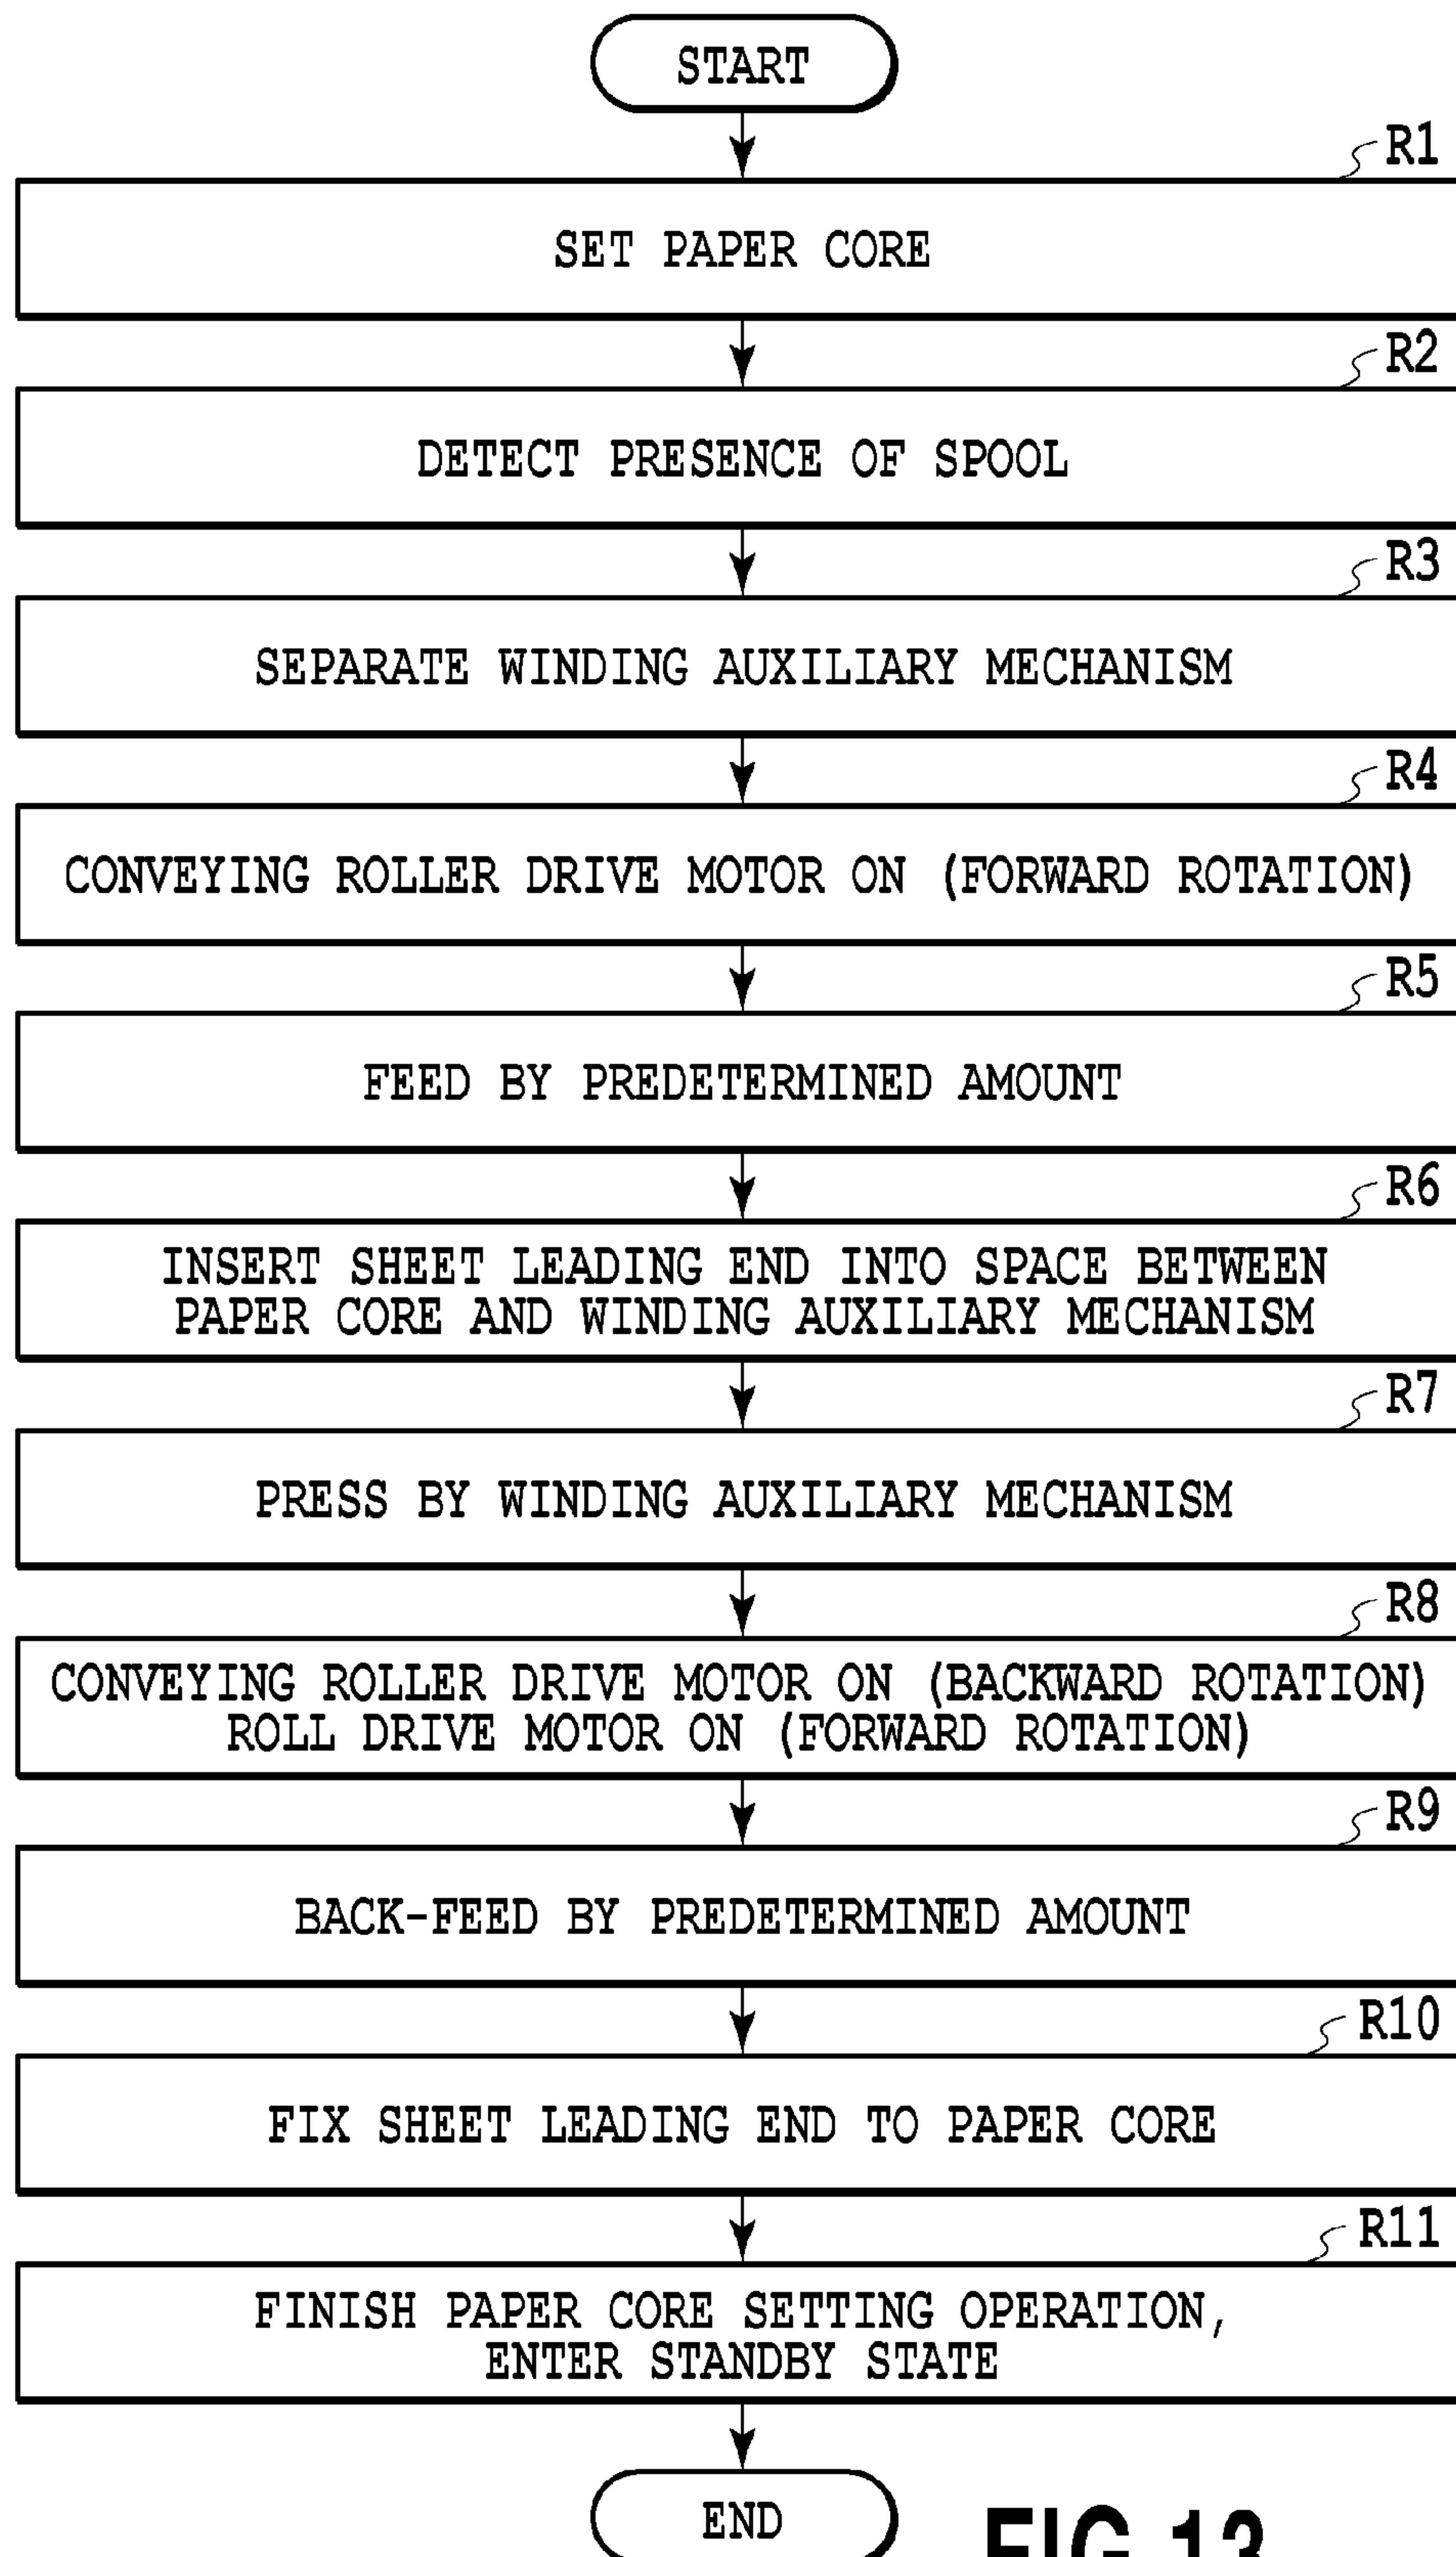 START
R1
SET PAPER CORE
R2
DETECT PRESENCE OF SPOOL
R3
SEPARATE WINDING AUXILIARY MECHANISM
R4
CONVEYING ROLLER DRIVE MOTOR ON (FORWARD ROTATION)
R5
FEED BY PREDETERMINED AMOUNT
R6
INSERT SHEET LEADING END INTO SPACE BETWEEN
PAPER CORE AND WINDING AUXILIARY MECHANISM
R7
PRESS BY WINDING AUXILIARY MECHANISM
R8
CONVEYING ROLLER DRIVE MOTOR ON (BACKWARD ROTATION)
ROLL DRIVE MOTOR ON (FORWARD ROTATION)
R9
BACK-FEED BY PREDETERMINED AMOUNT
R10
FIX SHEET LEADING END TO PAPER CORE
R11
FINISH PAPER CORE SETTING OPERATION,
ENTER STANDBY STATE
END
FIG.13